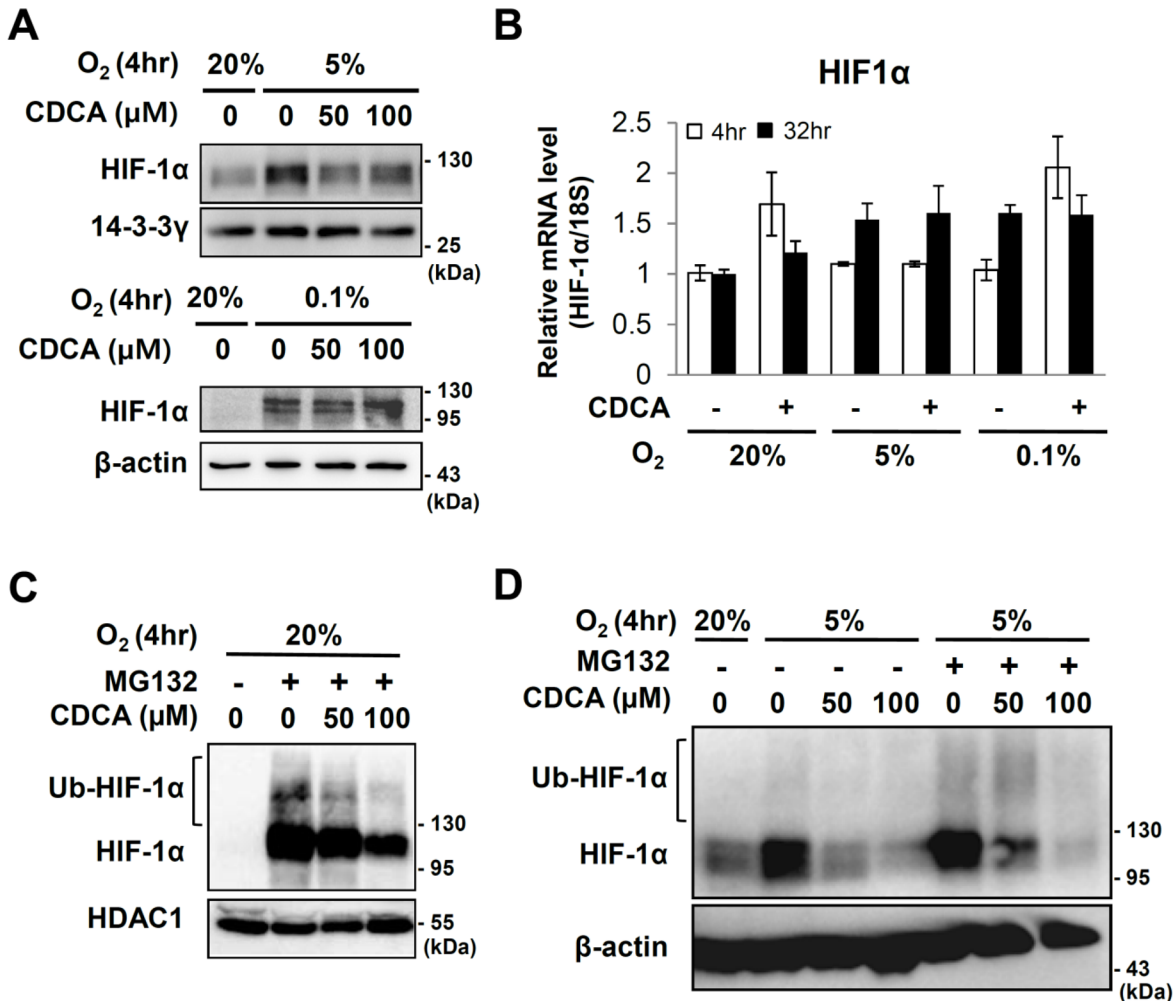 A
O2 (4hr) 20% 5%
CDCA (µM) 0 0 50 100
HIF-1α - 130
14-3-3γ - 25
(kDa)
O2 (4hr) 20% 0.1%
CDCA (µM) 0 0 50 100
HIF-1α - 130
- 95
β-actin - 43
(kDa)
B
HIF1α
4hr 32hr
Relative mRNA level
(HIF-1α/18S)
2.5
2
1.5
1
0.5
0
CDCA - + - + - +
O2 20% 5% 0.1%
C
O2 (4hr) 20%
MG132 - + + +
CDCA (µM) 0 0 50 100
Ub-HIF-1α
- 130
HIF-1α
- 95
HDAC1 - 55
(kDa)
D
O2 (4hr) 20% 5% 5%
MG132 - - - - + + +
CDCA (µM) 0 0 50 100 0 50 100
Ub-HIF-1α
- 130
HIF-1α
- 95
β-actin
- 43
(kDa)